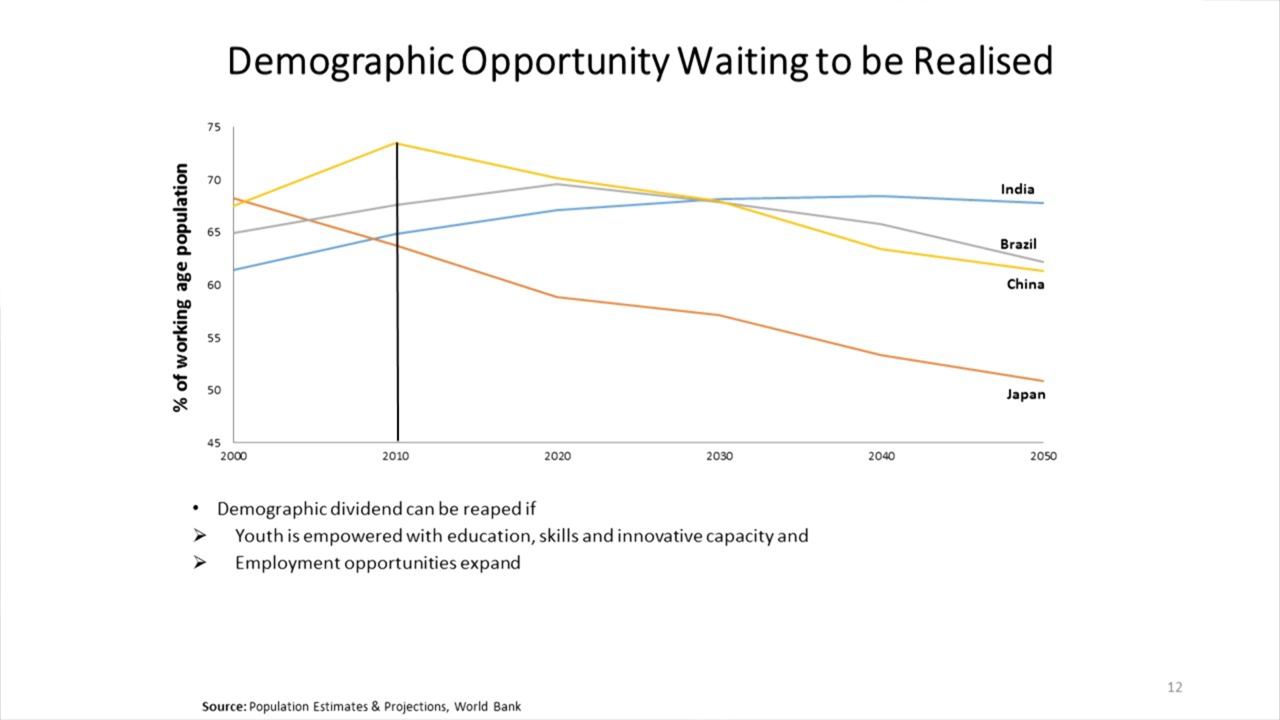 Demographic Opportunity Waiting to be Realised
% of working age population
75
70
65
60
55
50
45
2000 2010 2020 2030 2040 2050
India
Brazil
China
Japan
• Demographic dividend can be reaped if
➢ Youth is empowered with education, skills and innovative capacity and
➢ Employment opportunities expand
12
Source: Population Estimates & Projections, World Bank